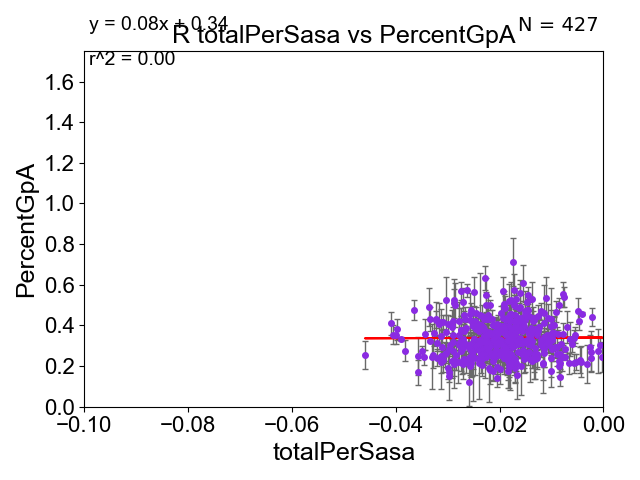 y = 0.08x + 0.34
N = 427
R totalPerSasa vs PercentGpA
r^2 = 0.00
PercentGpA
1.6
1.4
1.2
1.0
0.8
0.6
0.4
0.2
0.0
−0.10 −0.08 −0.06 −0.04 −0.02 0.00
totalPerSasa